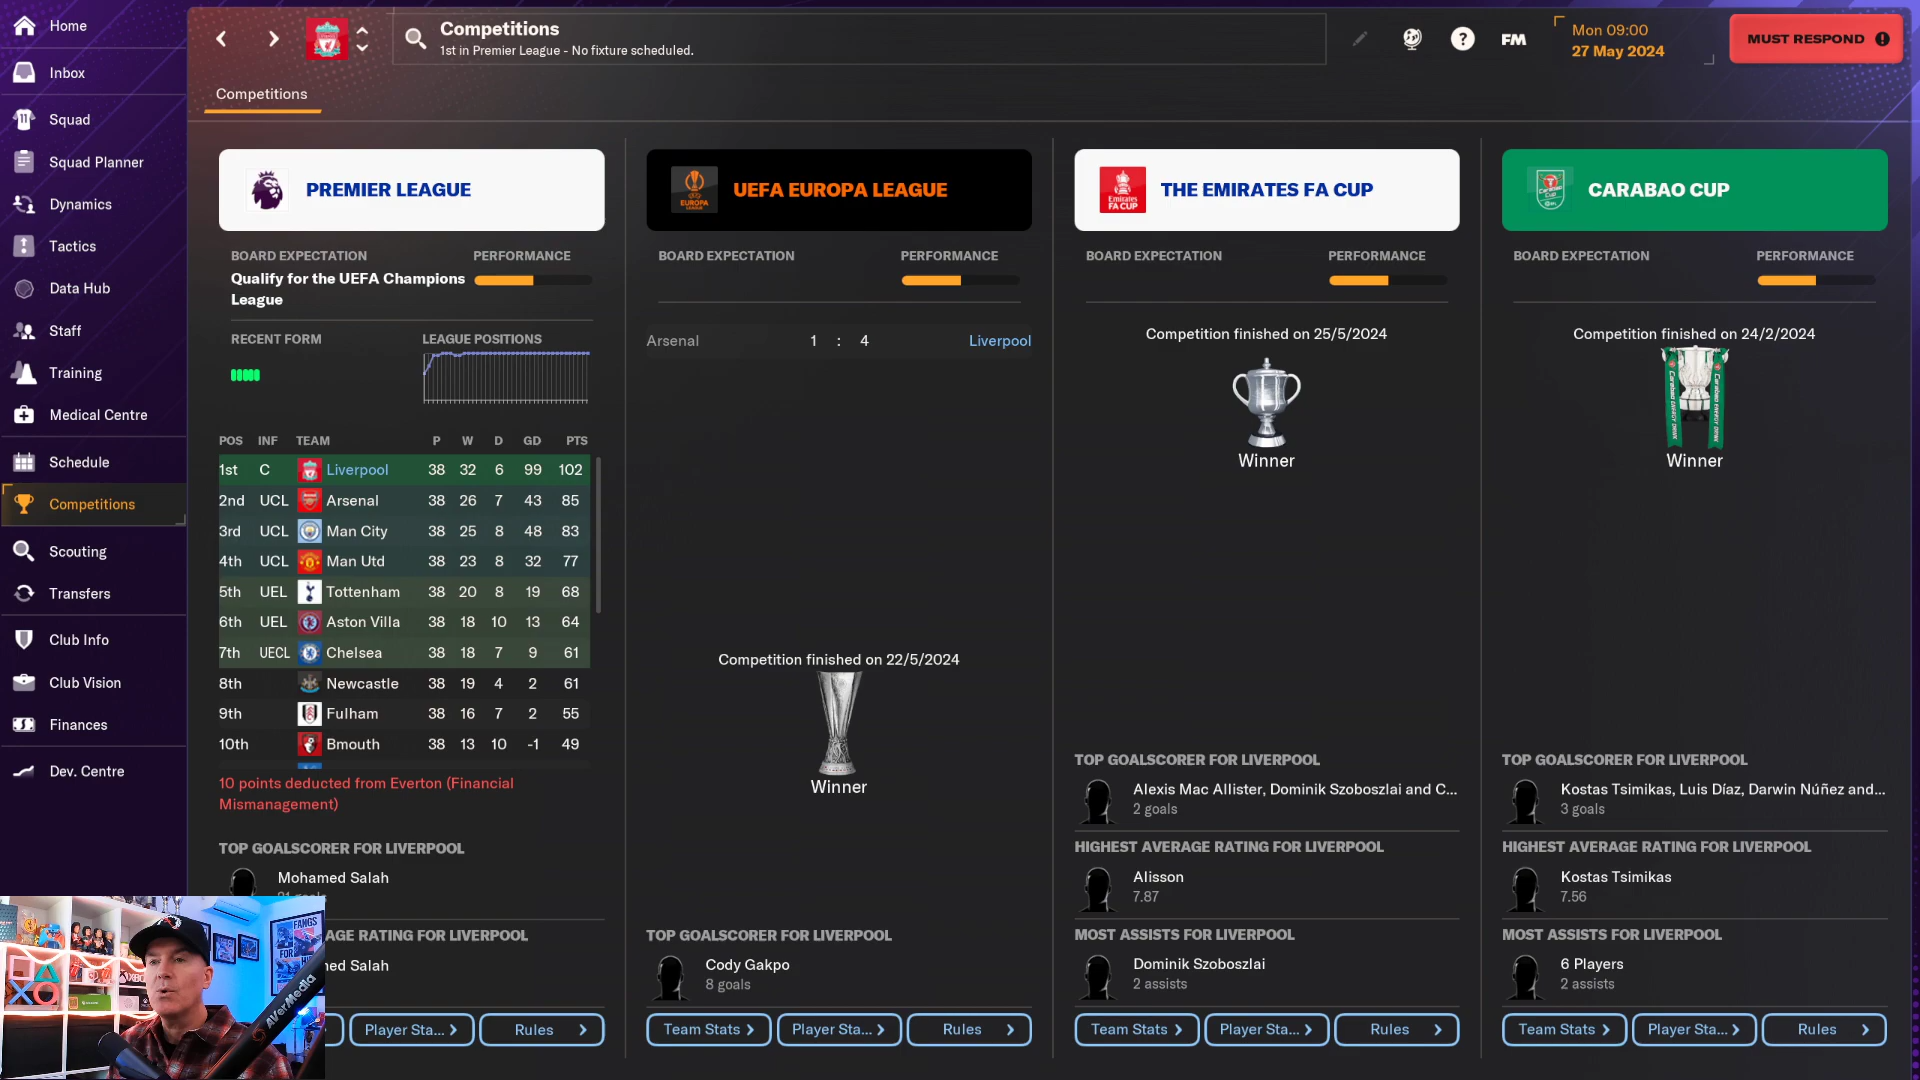 Home
Inbox
Squad
Squad Planner
Dynamics
Tactics
Data Hub
Staff
Training
Medical Centre
Schedule
Competitions
Scouting
Transfers
Club Info
Club Vision
Finances
Dev. Centre
Competitions
1st in Premier League - No fixture scheduled.
FM
Mon 09:00
27 May 2024
MUST RESPOND
Competitions
PREMIER LEAGUE
BOARD EXPECTATION PERFORMANCE
Qualify for the UEFA Champions
League
RECENT FORM LEAGUE POSITIONS
POS INF TEAM P W D GD PTS
1st C Liverpool 38 32 6 99 102
2nd UCL Arsenal 38 26 7 43 85
3rd UCL Man City 38 25 8 48 83
4th UCL Man Utd 38 23 8 32 77
5th UEL Tottenham 38 20 8 19 68
6th UEL Aston Villa 38 18 10 13 64
7th UECL Chelsea 38 18 7 9 61
8th Newcastle 38 19 4 2 61
9th Fulham 38 16 7 2 55
10th Bmouth 38 13 10 -1 49
10 points deducted from Everton (Financial
Mismanagement)
TOP GOALSCORER FOR LIVERPOOL
Mohamed Salah
AGE RATING FOR LIVERPOOL
ed Salah
Player Sta...
Rules
UEFA EUROPA LEAGUE
EUROPA
BOARD EXPECTATION PERFORMANCE
Arsenal 1 : 4 Liverpool
Competition finished on 22/5/2024
Winner
TOP GOALSCORER FOR LIVERPOOL
Cody Gakpo
8 goals
Team Stats
Player Sta...
Rules
THE EMIRATES FA CUP
Emirates
FA CUP
BOARD EXPECTATION PERFORMANCE
Competition finished on 25/5/2024
Winner
TOP GOALSCORER FOR LIVERPOOL
Alexis Mac Allister, Dominik Szoboszlai and C...
2 goals
HIGHEST AVERAGE RATING FOR LIVERPOOL
Alisson
7.87
MOST ASSISTS FOR LIVERPOOL
Dominik Szoboszlai
2 assists
Team Stats
Player Sta...
Rules
CARABAO CUP
BOARD EXPECTATION PERFORMANCE
Competition finished on 24/2/2024
Winner
TOP GOALSCORER FOR LIVERPOOL
Kostas Tsimikas, Luis Díaz, Darwin Núñez and...
3 goals
HIGHEST AVERAGE RATING FOR LIVERPOOL
Kostas Tsimikas
7.56
MOST ASSISTS FOR LIVERPOOL
6 Players
2 assists
Team Stats
Player Sta...
Rules
FANGS
FOR
AVerMedia